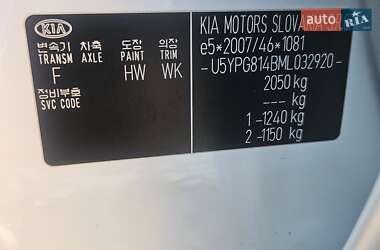 KIA
변속기 차축 도장 의장
TRANSM AXLE PAINT TRIM
F HW WK
정비부호
SVC CODE
KIA MOTORS SLOVAKIA
e5*2007/46*1081
-U5YPG814BML032920-
2050 kg
--- kg
1 -1240 kg
2 -1150 kg
auto.ria
.com